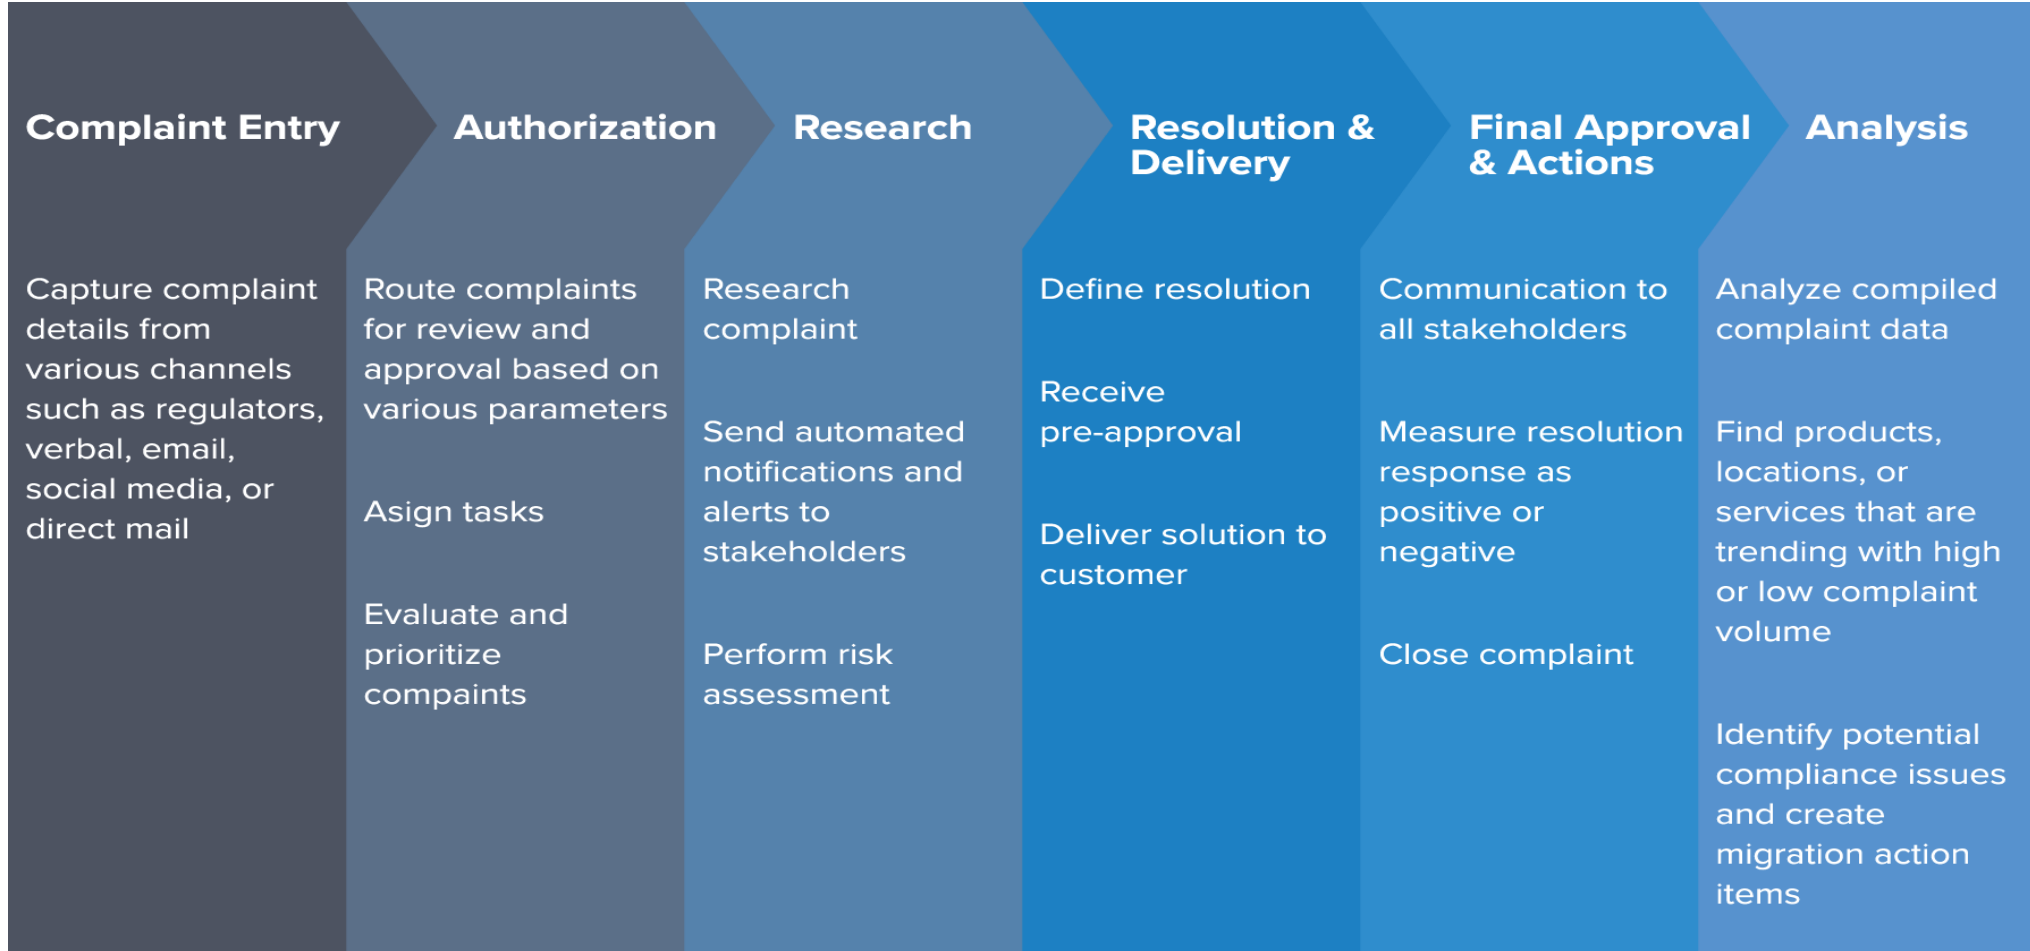 Complaint Entry
Capture complaint
details from
various channels
such as regulators,
verbal, email,
social media, or
direct mail
Authorization
Route complaints
for review and
approval based on
various parameters
Asign tasks
Evaluate and
prioritize
compaints
Research
Research
complaint
Send automated
notifications and
alerts to
stakeholders
Perform risk
assessment
Resolution &
Delivery
Define resolution
Receive
pre-approval
Deliver solution to
customer
Final Approval
& Actions
Communication to
all stakeholders
Measure resolution
response as
positive or
negative
Close complaint
Analysis
Analyze compiled
complaint data
Find products,
locations, or
services that are
trending with high
or low complaint
volume
Identify potential
compliance issues
and create
migration action
items